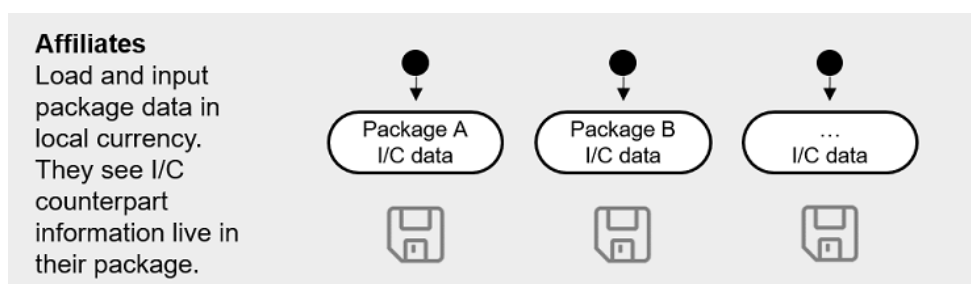 Affiliates
Load and input
package data in
local currency.
They see I/C
counterpart
information live in
their package.
Package A
I/C data
Package B
I/C data
...
I/C data